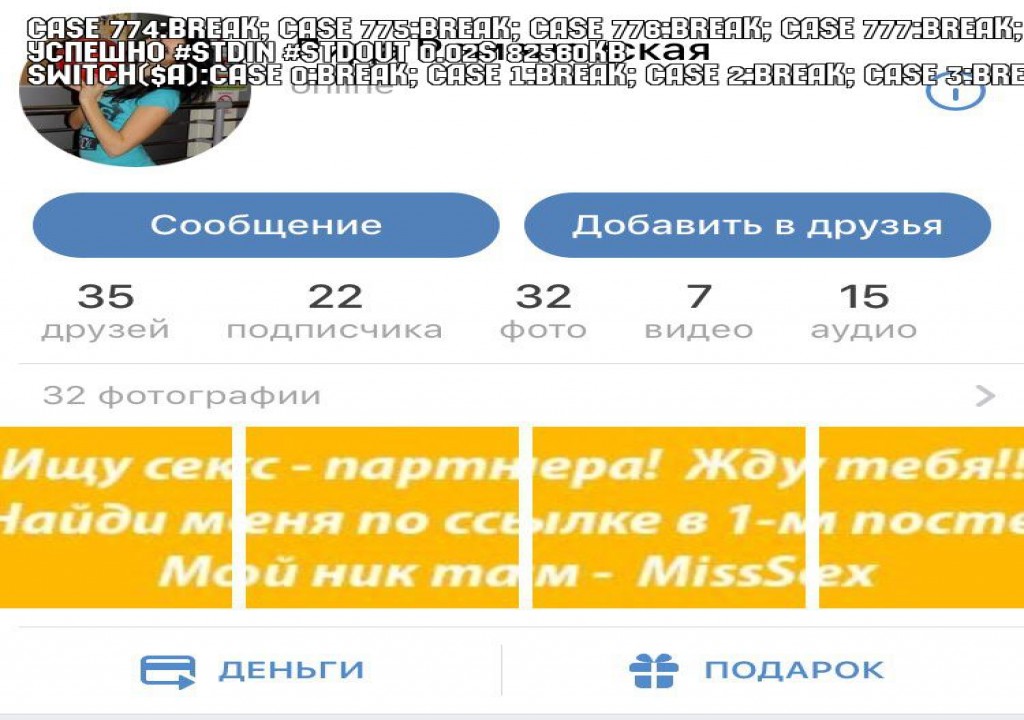 CASE 774:BREAK; CASE 775:BREAK; CASE 776:BREAK; CASE 777:BREAK;
УСПЕШНО #STDIN #STDOUT 0.02S 82560KB
SWITCH($A):CASE 0:BREAK; CASE 1:BREAK; CASE 2:BREAK; CASE 3:BRE
online
Сообщение
Добавить в друзья
35 22 32 7 15
друзей подписчика фото видео аудио
32 фотографии
Ищу секс - партнера! Жду тебя!!
Найди меня по ссылке в 1-м посте
Мой ник там - MissSex
ДЕНЬГИ
ПОДАРОК